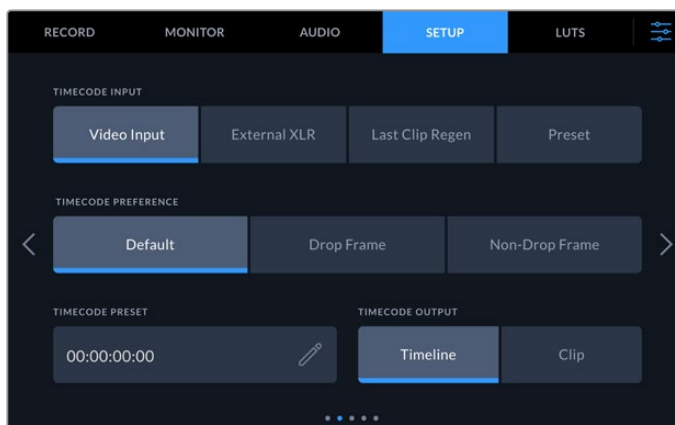 RECORD MONITOR AUDIO SETUP LUTS
TIMECODE INPUT
Video Input External XLR Last Clip Regen Preset
TIMECODE PREFERENCE
Default Drop Frame Non-Drop Frame
TIMECODE PRESET TIMECODE OUTPUT
00:00:00:00 Timeline Clip